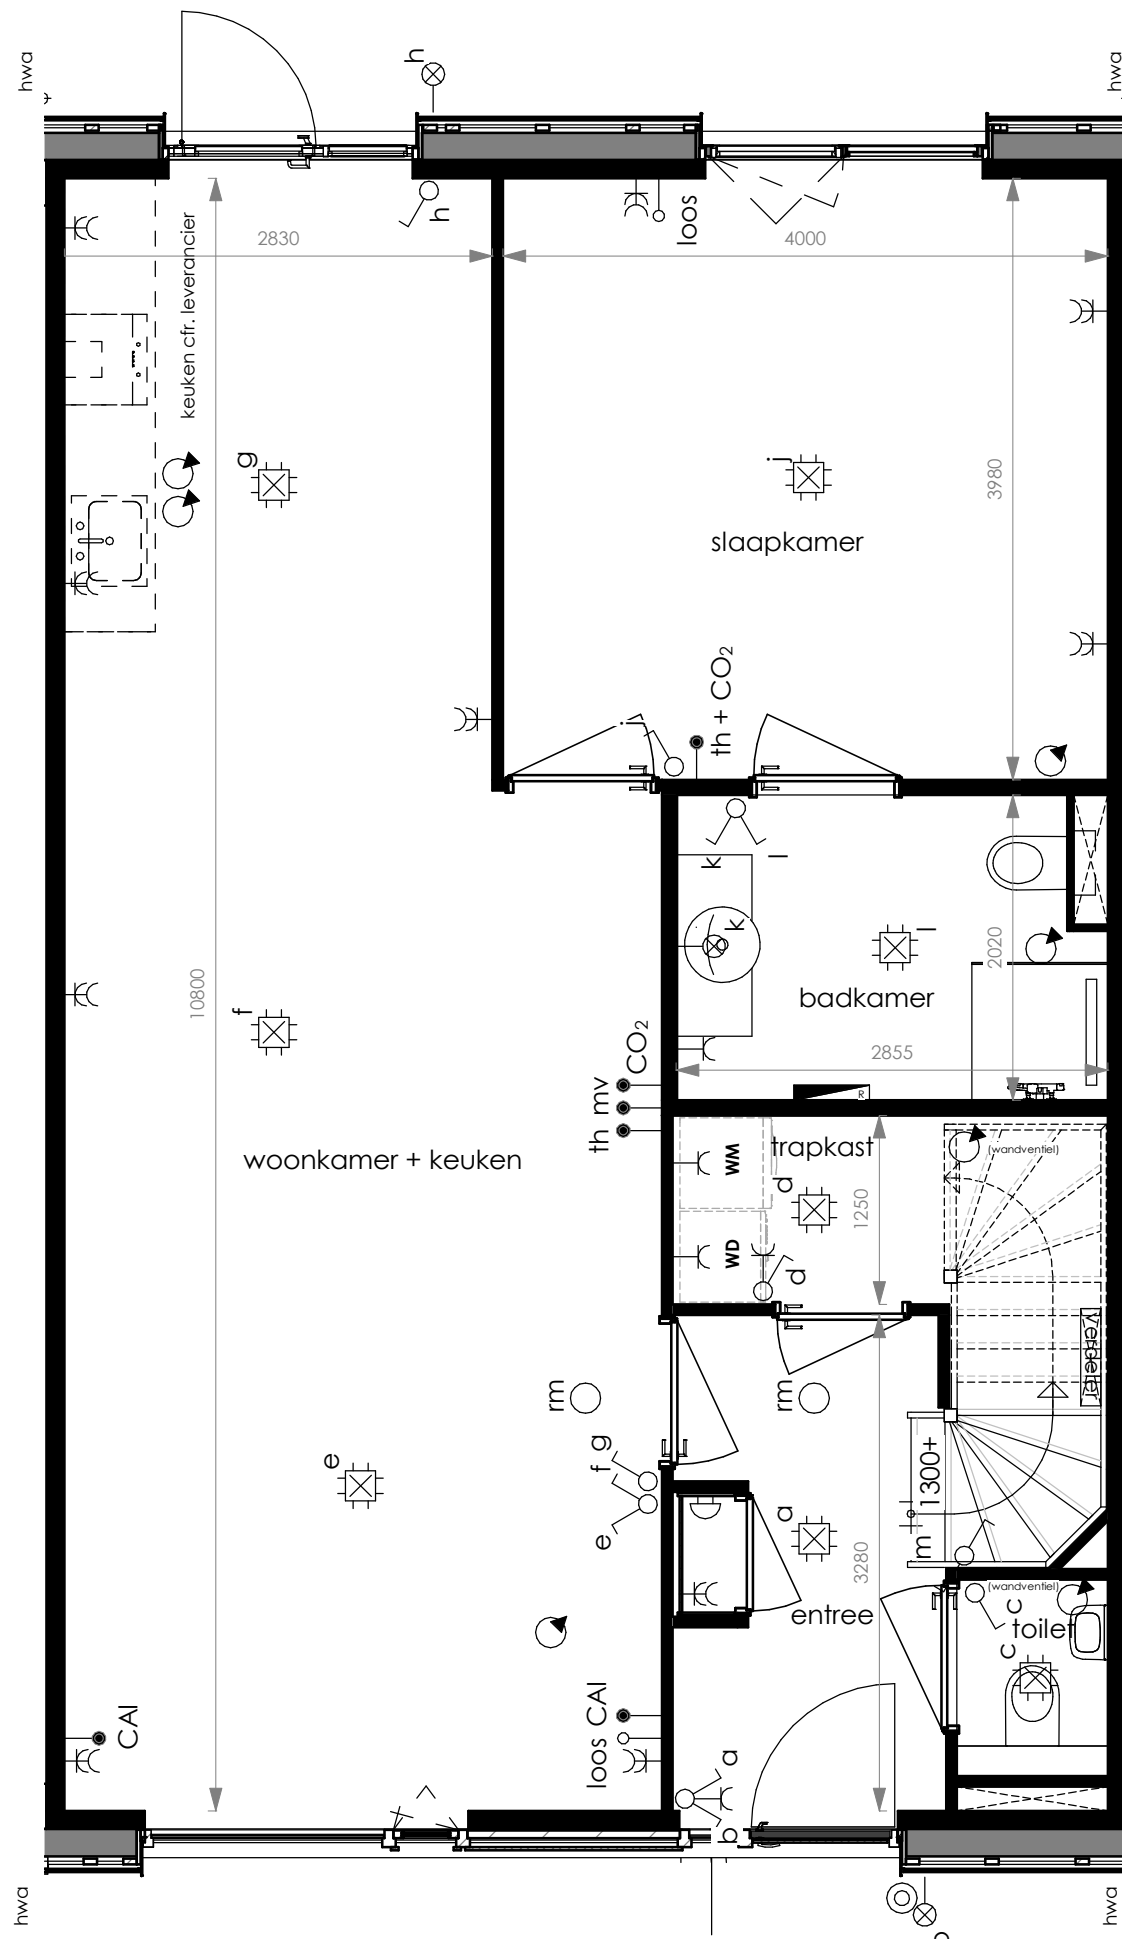 hwa
hwa
h
h
loos
2830
4000
keuken cfr. leverancier
g
j
3980
slaapkamer
th + CO2
j
k
l
k
l
2020
badkamer
10800
f
CO2
2855
mv
th
R
woonkamer + keuken
trapkast
(wandventiel)
WM
d
1250
WD
d
verdeler
rm
rm
g
f
e
e
a
1300+
m
l
3280
(wandventiel)
entree
c
toilet
c
CAI
CAI
loos
a
b
hwa
hwa